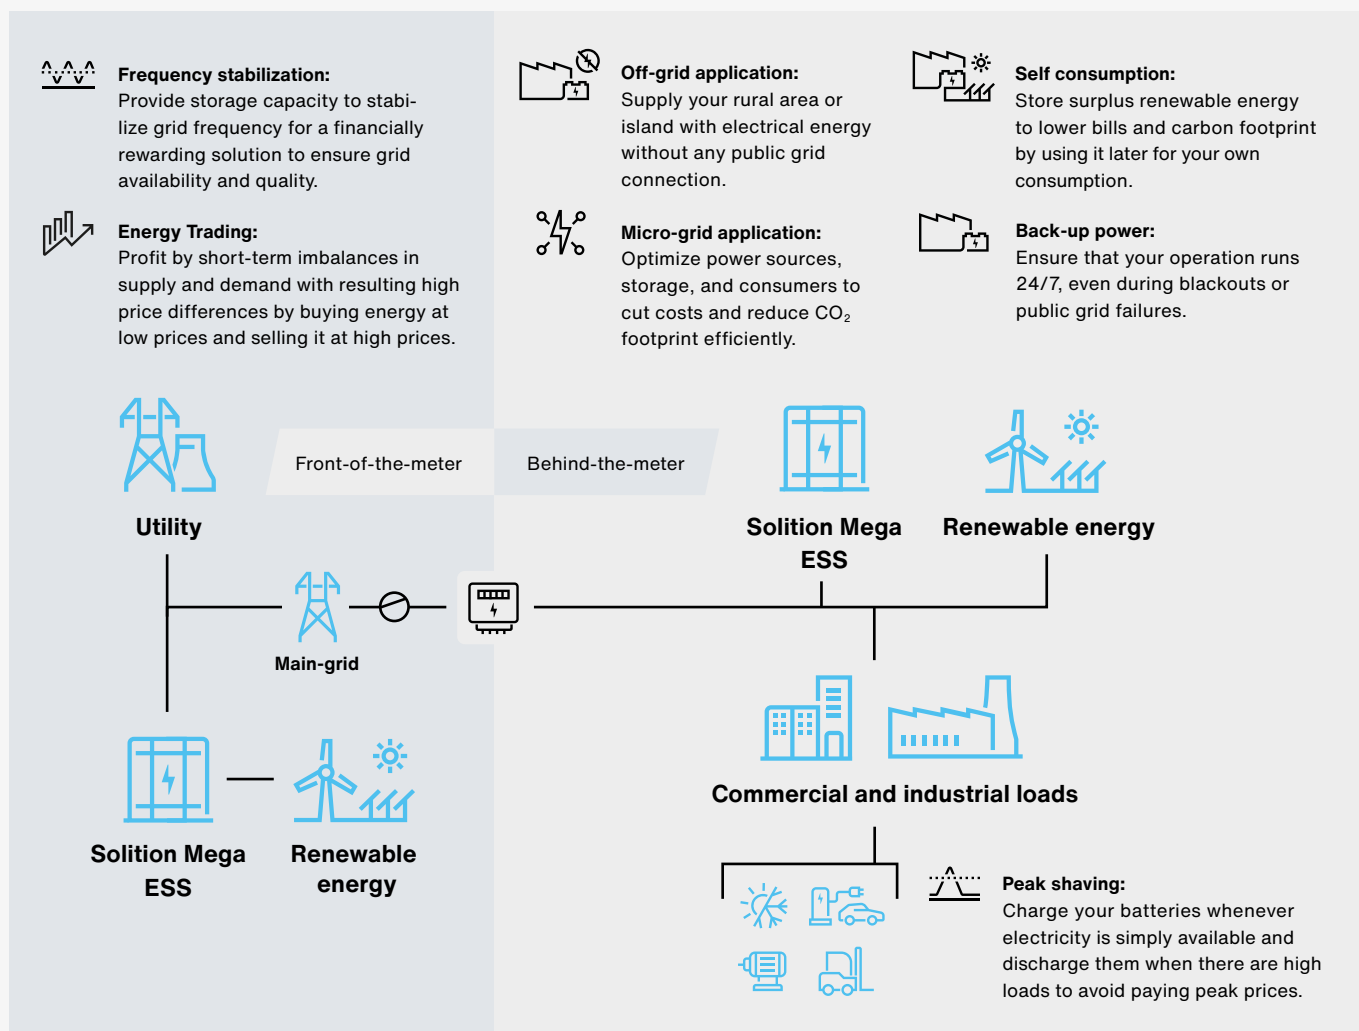 Frequency stabilization:
Provide storage capacity to stabi-
lize grid frequency for a financially
rewarding solution to ensure grid
availability and quality.
Energy Trading:
Profit by short-term imbalances in
supply and demand with resulting high
price differences by buying energy at
low prices and selling it at high prices.
Off-grid application:
Supply your rural area or
island with electrical energy
without any public grid
connection.
Micro-grid application:
Optimize power sources,
storage, and consumers to
cut costs and reduce CO₂
footprint efficiently.
Self consumption:
Store surplus renewable energy
to lower bills and carbon footprint
by using it later for your own
consumption.
Back-up power:
Ensure that your operation runs
24/7, even during blackouts or
public grid failures.
Front-of-the-meter
Behind-the-meter
Utility
Solition Mega
ESS
Renewable energy
Main-grid
Solition Mega
ESS
Renewable
energy
Commercial and industrial loads
Peak shaving:
Charge your batteries whenever
electricity is simply available and
discharge them when there are high
loads to avoid paying peak prices.